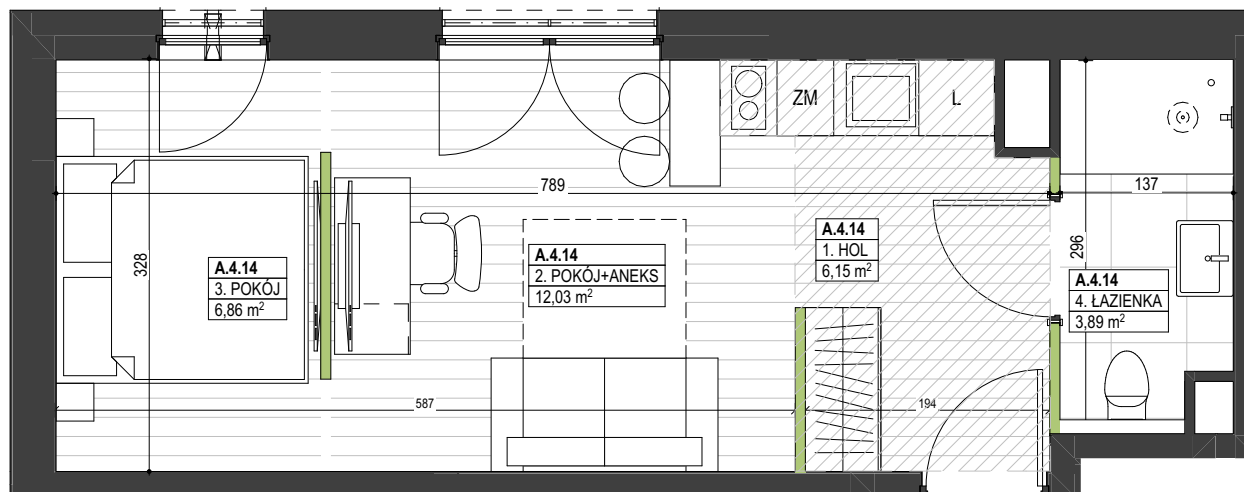 ZM
L
789
137
328
296
A.4.14
3. POKÓJ
6,86 m²
A.4.14
2. POKÓJ+ANEKS
12,03 m²
A.4.14
1. HOL
6,15 m²
A.4.14
4. ŁAZIENKA
3,89 m²
587
194